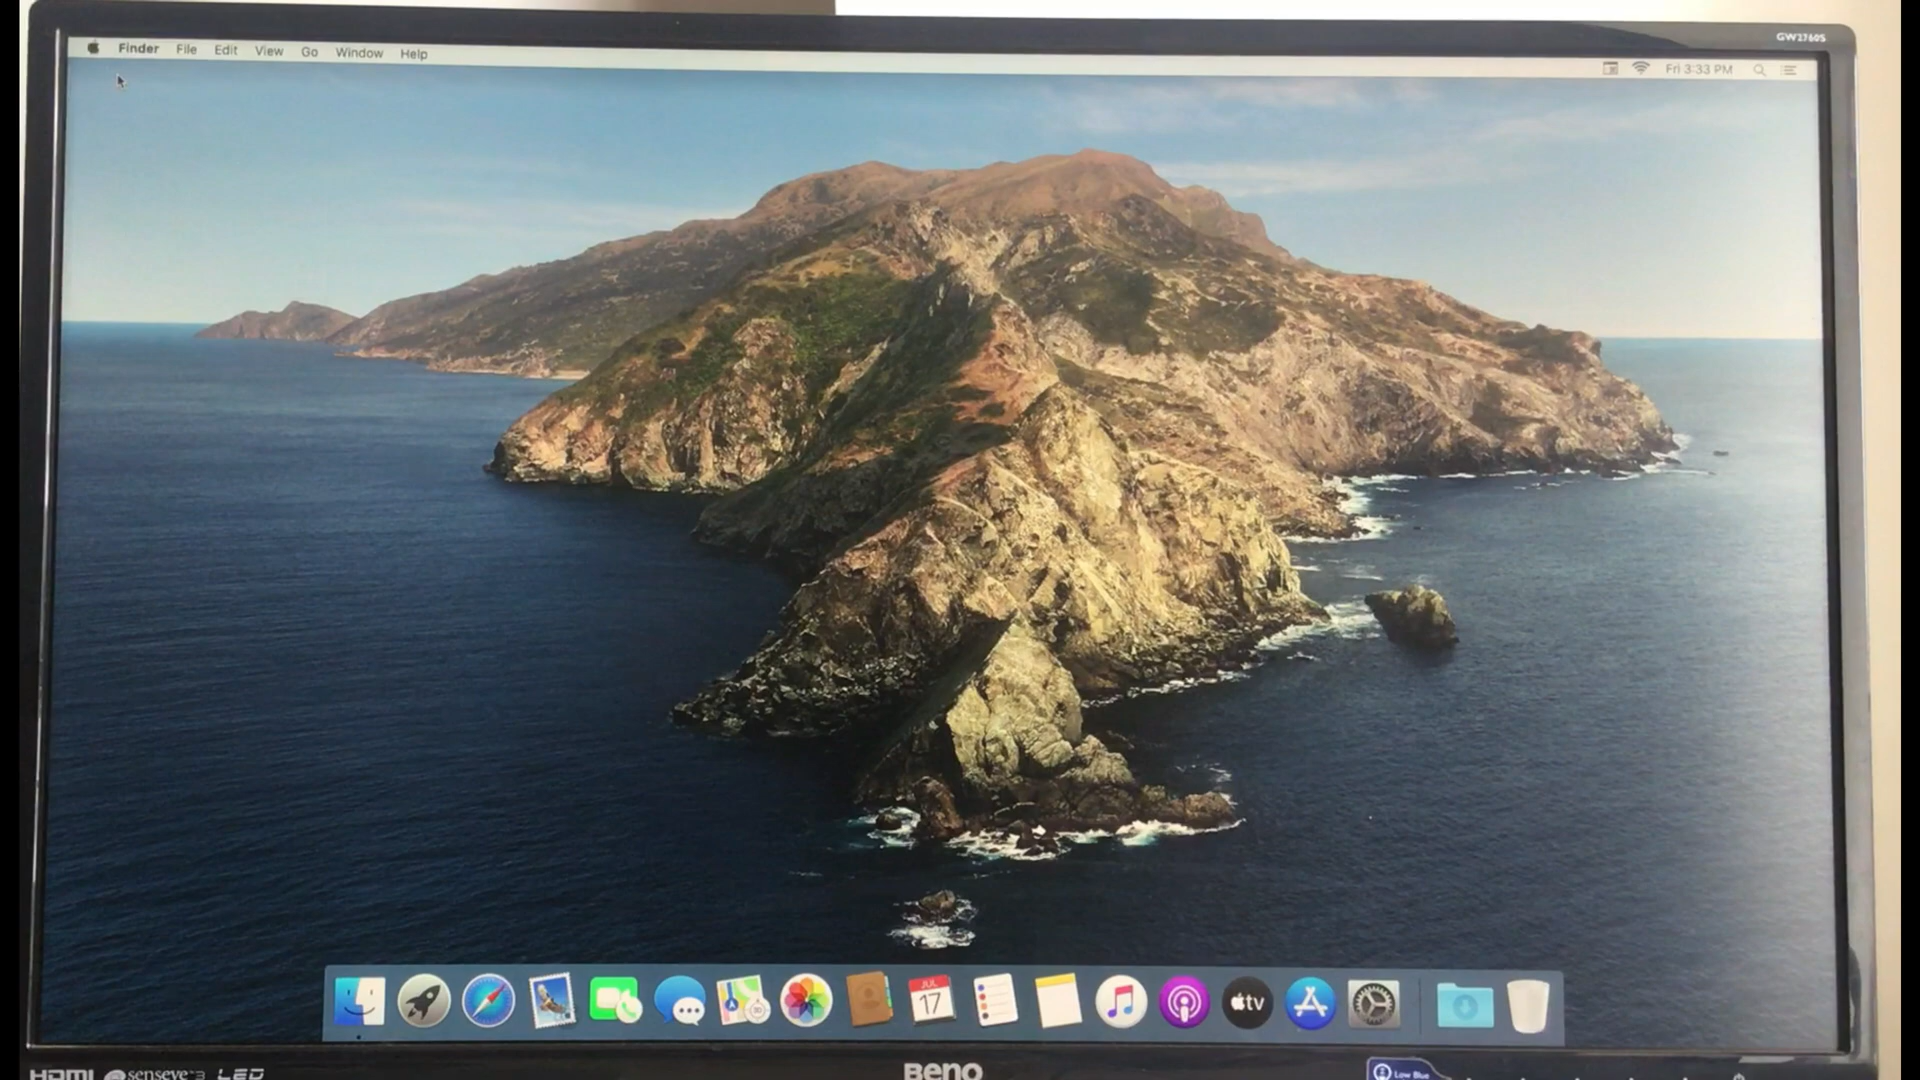 GW2760S
Finder File Edit View Go Window Help
Fri 3:33 PM
JUL
17
tv
HDMI senseye 3 LED
BenQ
Low Blue